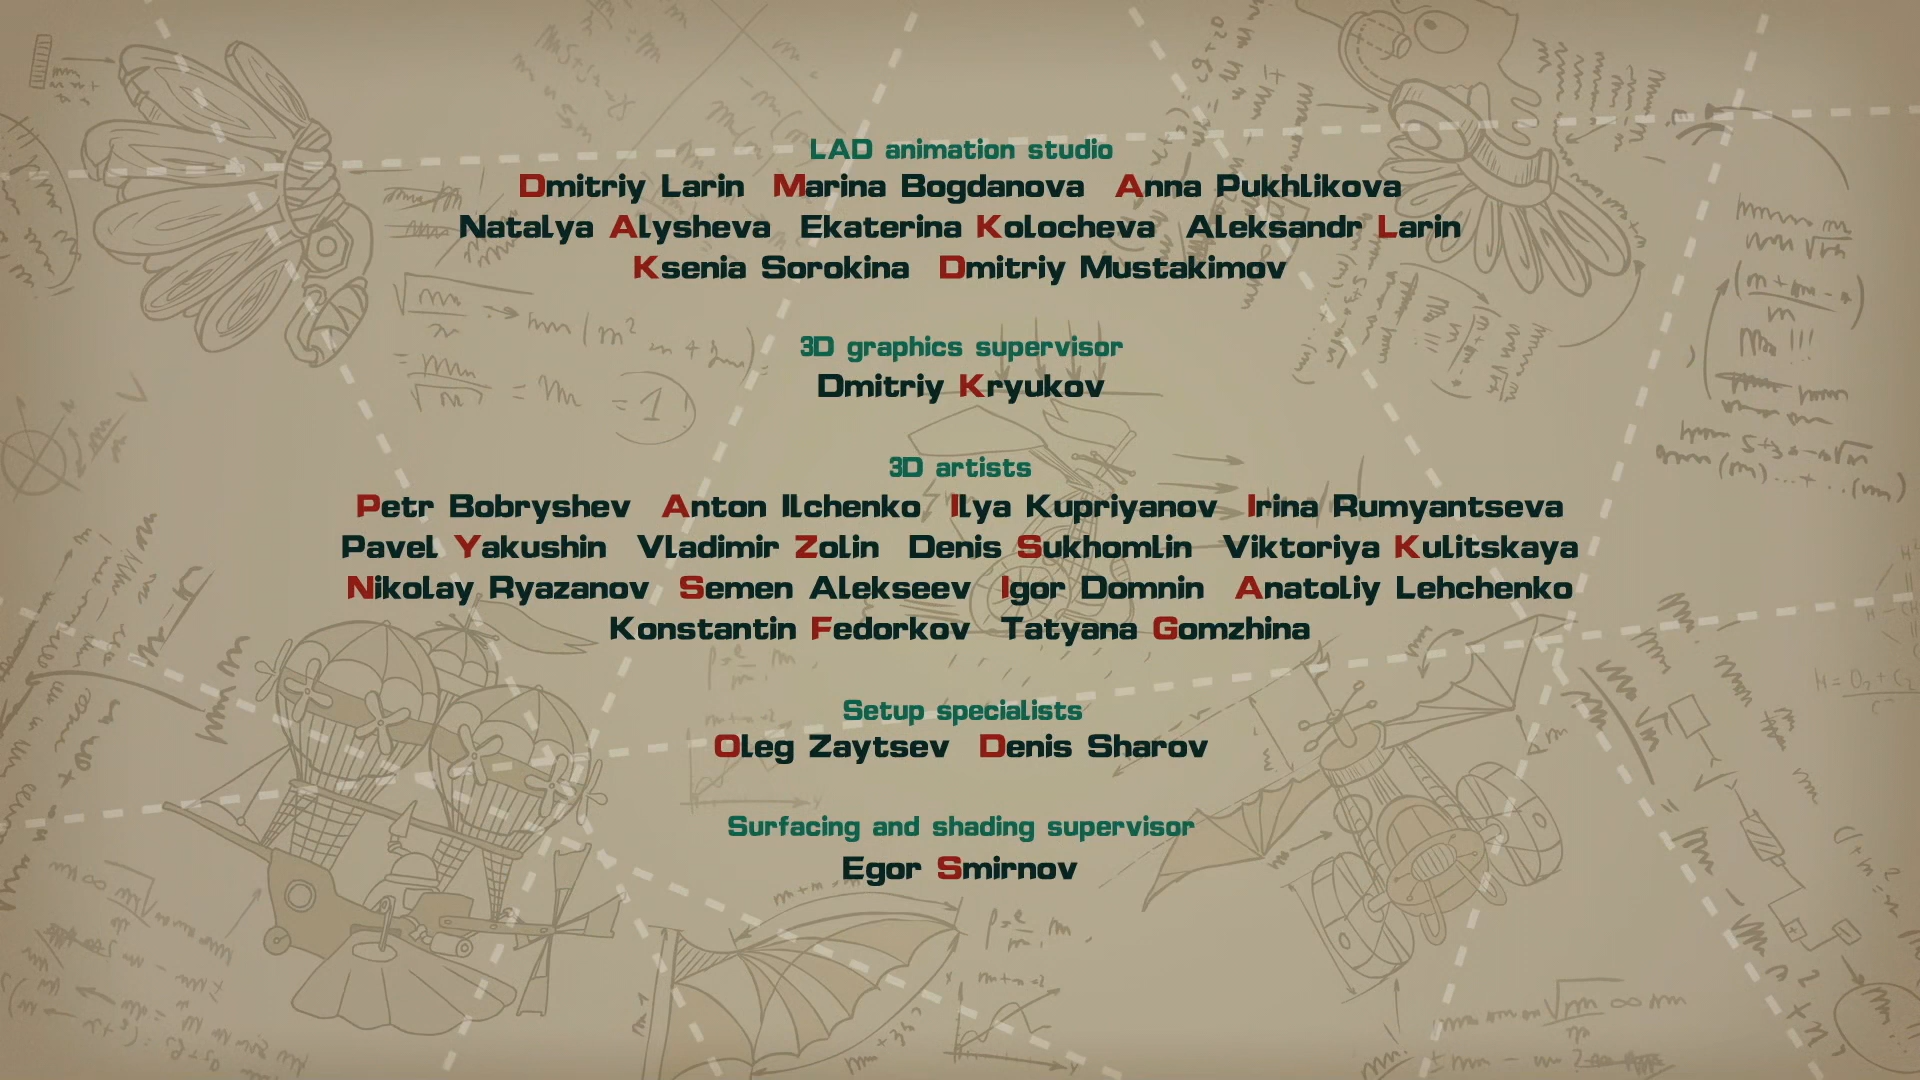 LAD animation studio
Dmitriy Larin Marina Bogdanova Anna Pukhlikova
Natalya Alysheva Ekaterina Kolocheva Aleksandr Larin
Ksenia Sorokina Dmitriy Mustakimov
3D graphics supervisor
Dmitriy Kryukov
3D artists
Petr Bobryshev Anton Ilchenko Ilya Kupriyanov Irina Rumyantseva
Pavel Yakushin Vladimir Zolin Denis Sukhomlin Viktoriya Kulitskaya
Nikolay Ryazanov Semen Alekseev Igor Domnin Anatoliy Lehchenko
Konstantin Fedorkov Tatyana Gomzhina
Setup specialists
Oleg Zaytsev Denis Sharov
Surfacing and shading supervisor
Egor Smirnov